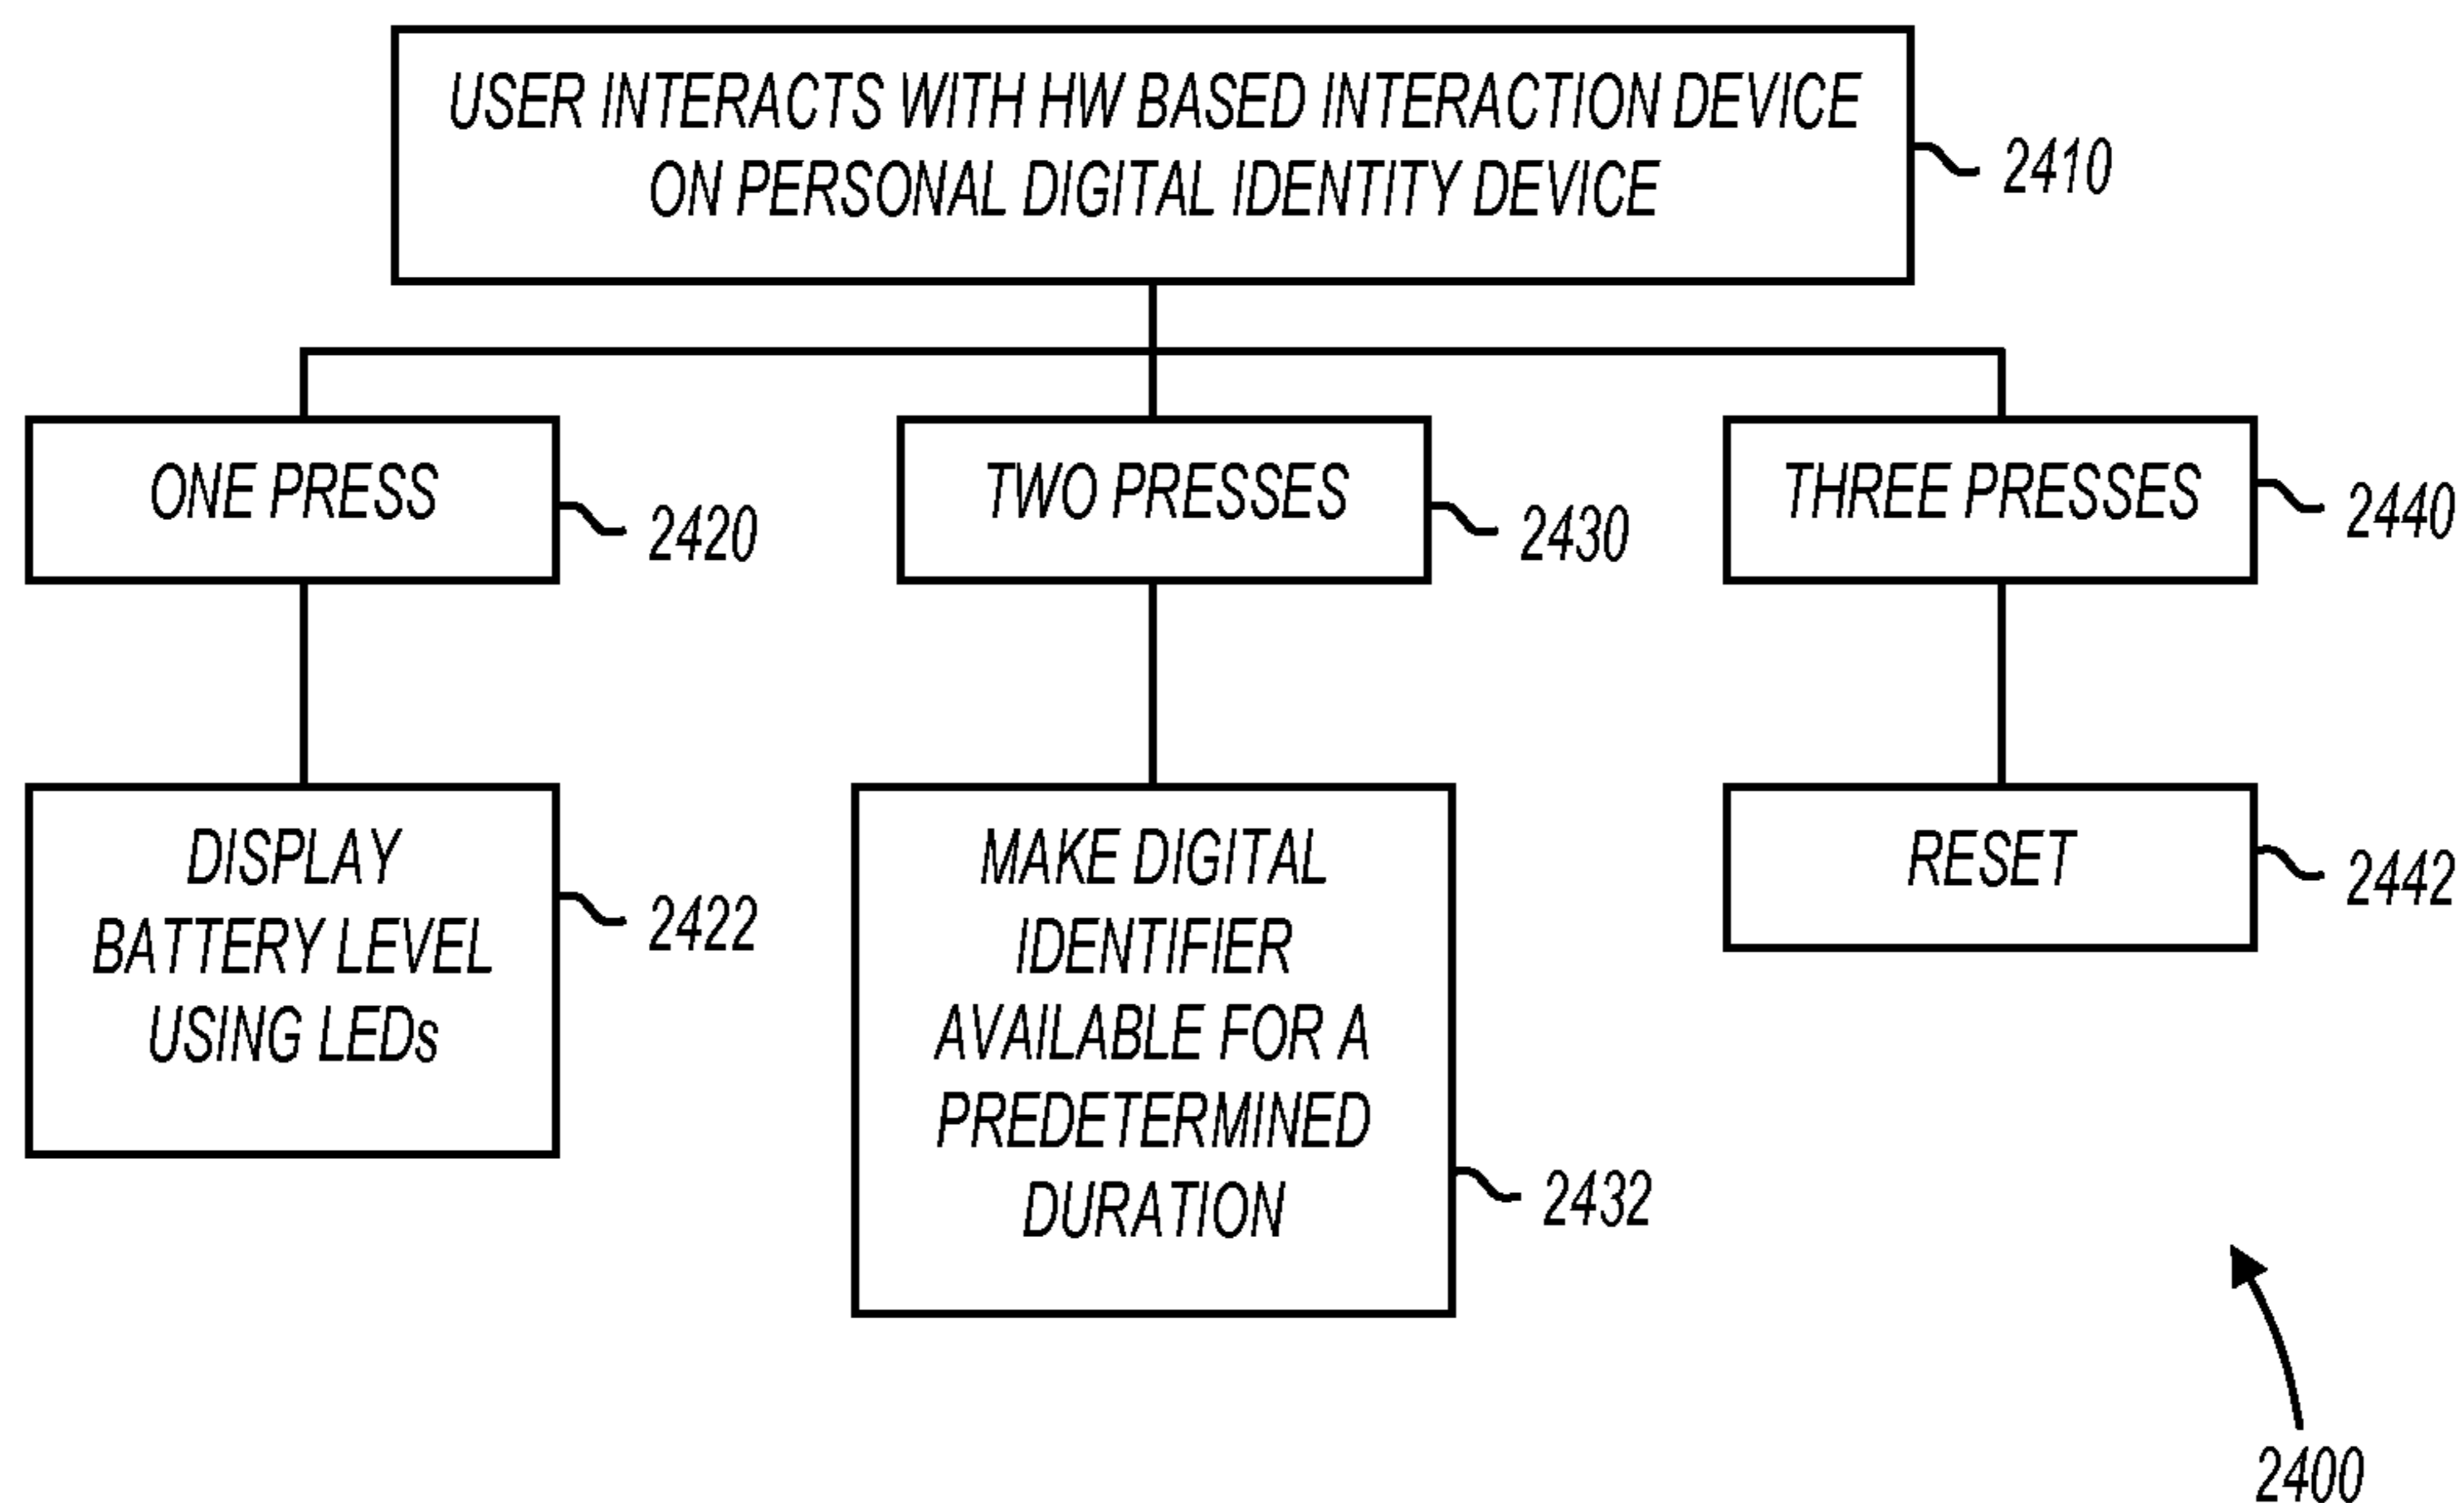 USER INTERACTS WITH HW BASED INTERACTION DEVICE
ON PERSONAL DIGITAL IDENTITY DEVICE
2410
ONE PRESS
2420
TWO PRESSES
2430
THREE PRESSES
2440
DISPLAY
BATTERY LEVEL
USING LEDs
2422
MAKE DIGITAL
IDENTIFIER
AVAILABLE FOR A
PREDETERMINED
DURATION
2432
RESET
2442
2400